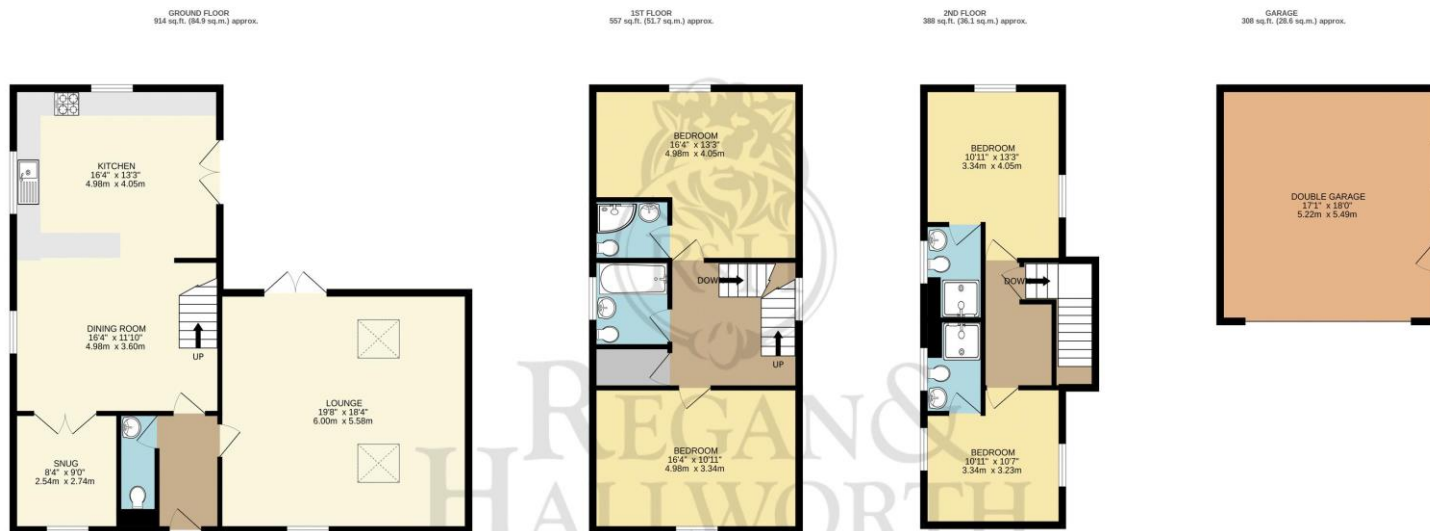 GROUND FLOOR
914 sq.ft. (84.9 sq.m.) approx.
KITCHEN
16'4" x 13'3"
4.98m x 4.05m
DINING ROOM
16'4" x 11'10"
4.98m x 3.60m
UP
LOUNGE
19'8" x 18'4"
6.00m x 5.58m
SNUG
8'4" x 9'0"
2.54m x 2.74m
1ST FLOOR
557 sq.ft. (51.7 sq.m.) approx.
BEDROOM
16'4" x 13'3"
4.98m x 4.05m
DOW
UP
BEDROOM
16'4" x 10'11"
4.98m x 3.34m
2ND FLOOR
388 sq.ft. (36.1 sq.m.) approx.
BEDROOM
10'11" x 13'3"
3.34m x 4.05m
DOW
BEDROOM
10'11" x 10'7"
3.34m x 3.23m
GARAGE
308 sq.ft. (28.6 sq.m.) approx.
DOUBLE GARAGE
17'1" x 18'0"
5.22m x 5.49m
R&H
REGAN &
HALLWORTH